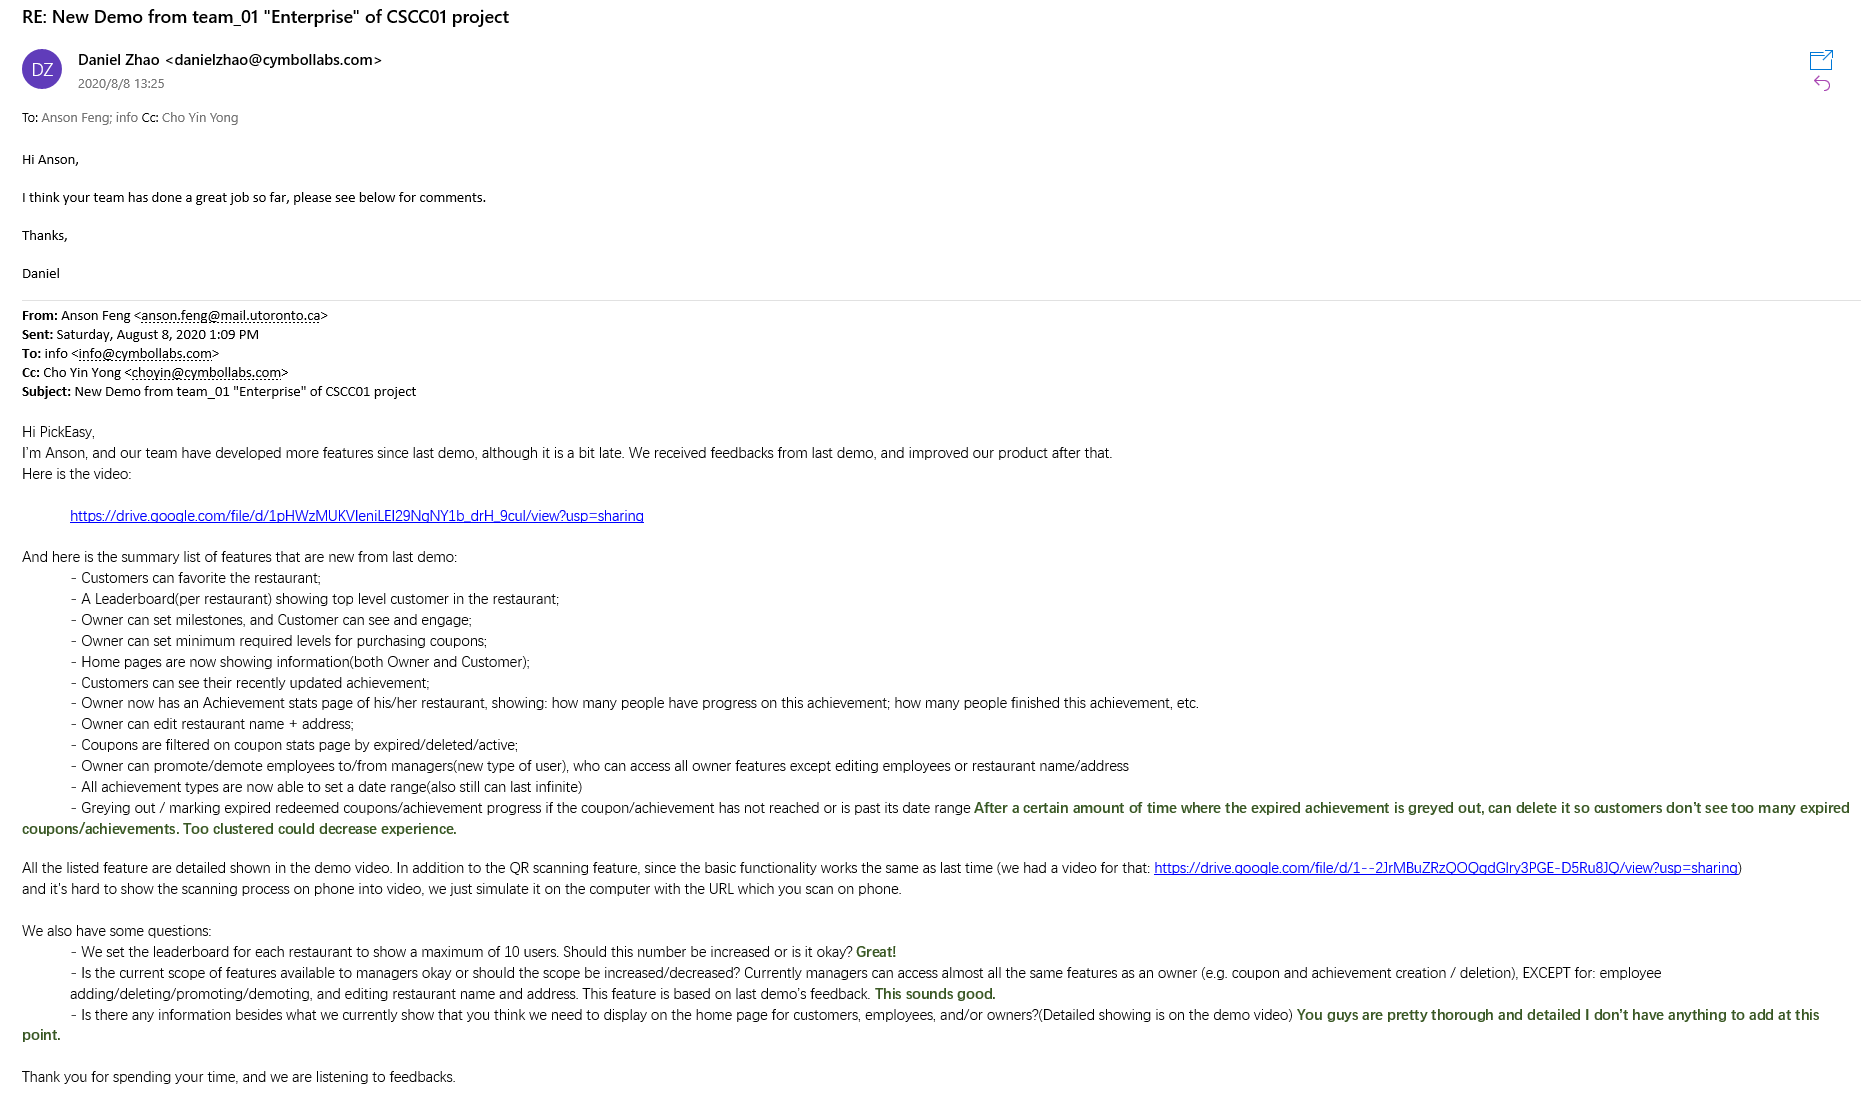 RE: New Demo from team_01 "Enterprise" of CSCC01 project
DZ
Daniel Zhao <danielzhao@cymbollabs.com>
2020/8/8 13:25
To: Anson Feng; info Cc: Cho Yin Yong
Hi Anson,
I think your team has done a great job so far, please see below for comments.
Thanks,
Daniel
From: Anson Feng <anson.feng@mail.utoronto.ca>
Sent: Saturday, August 8, 2020 1:09 PM
To: info <info@cymbollabs.com>
Cc: Cho Yin Yong <choyin@cymbollabs.com>
Subject: New Demo from team_01 "Enterprise" of CSCC01 project
Hi PickEasy,
I'm Anson, and our team have developed more features since last demo, although it is a bit late. We received feedbacks from last demo, and improved our product after that.
Here is the video:
https://drive.google.com/file/d/1pHWzMUKVIeniLEI29NgNY1b_drH_9cul/view?usp=sharing
And here is the summary list of features that are new from last demo:
- Customers can favorite the restaurant;
- A Leaderboard(per restaurant) showing top level customer in the restaurant;
- Owner can set milestones, and Customer can see and engage;
- Owner can set minimum required levels for purchasing coupons;
- Home pages are now showing information(both Owner and Customer);
- Customers can see their recently updated achievement;
- Owner now has an Achievement stats page of his/her restaurant, showing: how many people have progress on this achievement; how many people finished this achievement, etc.
- Owner can edit restaurant name + address;
- Coupons are filtered on coupon stats page by expired/deleted/active;
- Owner can promote/demote employees to/from managers(new type of user), who can access all owner features except editing employees or restaurant name/address
- All achievement types are now able to set a date range(also still can last infinite)
- Greying out / marking expired redeemed coupons/achievement progress if the coupon/achievement has not reached or is past its date range After a certain amount of time where the expired achievement is greyed out, can delete it so customers don't see too many expired
coupons/achievements. Too clustered could decrease experience.
All the listed feature are detailed shown in the demo video. In addition to the QR scanning feature, since the basic functionality works the same as last time (we had a video for that: https://drive.google.com/file/d/1--2JrMBuZRzQOQgdGlry3PGE-D5Ru8JQ/view?usp=sharing)
and it's hard to show the scanning process on phone into video, we just simulate it on the computer with the URL which you scan on phone.
We also have some questions:
- We set the leaderboard for each restaurant to show a maximum of 10 users. Should this number be increased or is it okay? Great!
- Is the current scope of features available to managers okay or should the scope be increased/decreased? Currently managers can access almost all the same features as an owner (e.g. coupon and achievement creation / deletion), EXCEPT for: employee
adding/deleting/promoting/demoting, and editing restaurant name and address. This feature is based on last demo's feedback. This sounds good.
- Is there any information besides what we currently show that you think we need to display on the home page for customers, employees, and/or owners?(Detailed showing is on the demo video) You guys are pretty thorough and detailed I don't have anything to add at this
point.
Thank you for spending your time, and we are listening to feedbacks.